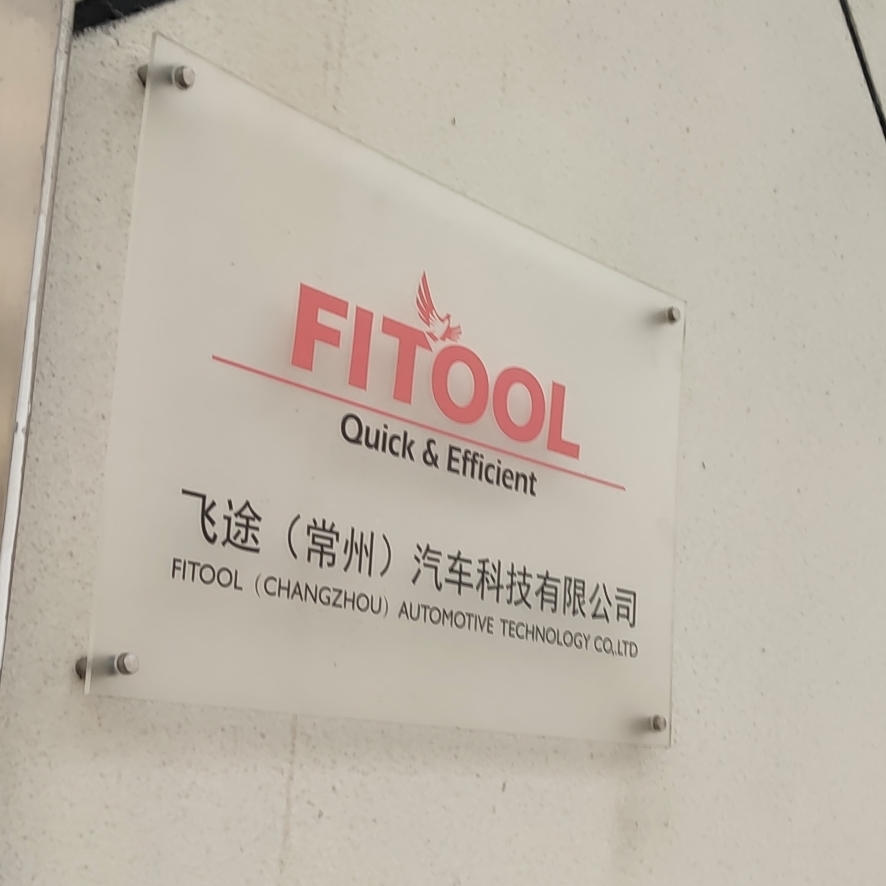 FITOOL
Quick & Efficient
飞途（常州）汽车科技有限公司
FITOOL（CHANGZHOU）AUTOMOTIVE TECHNOLOGY CO,.LTD